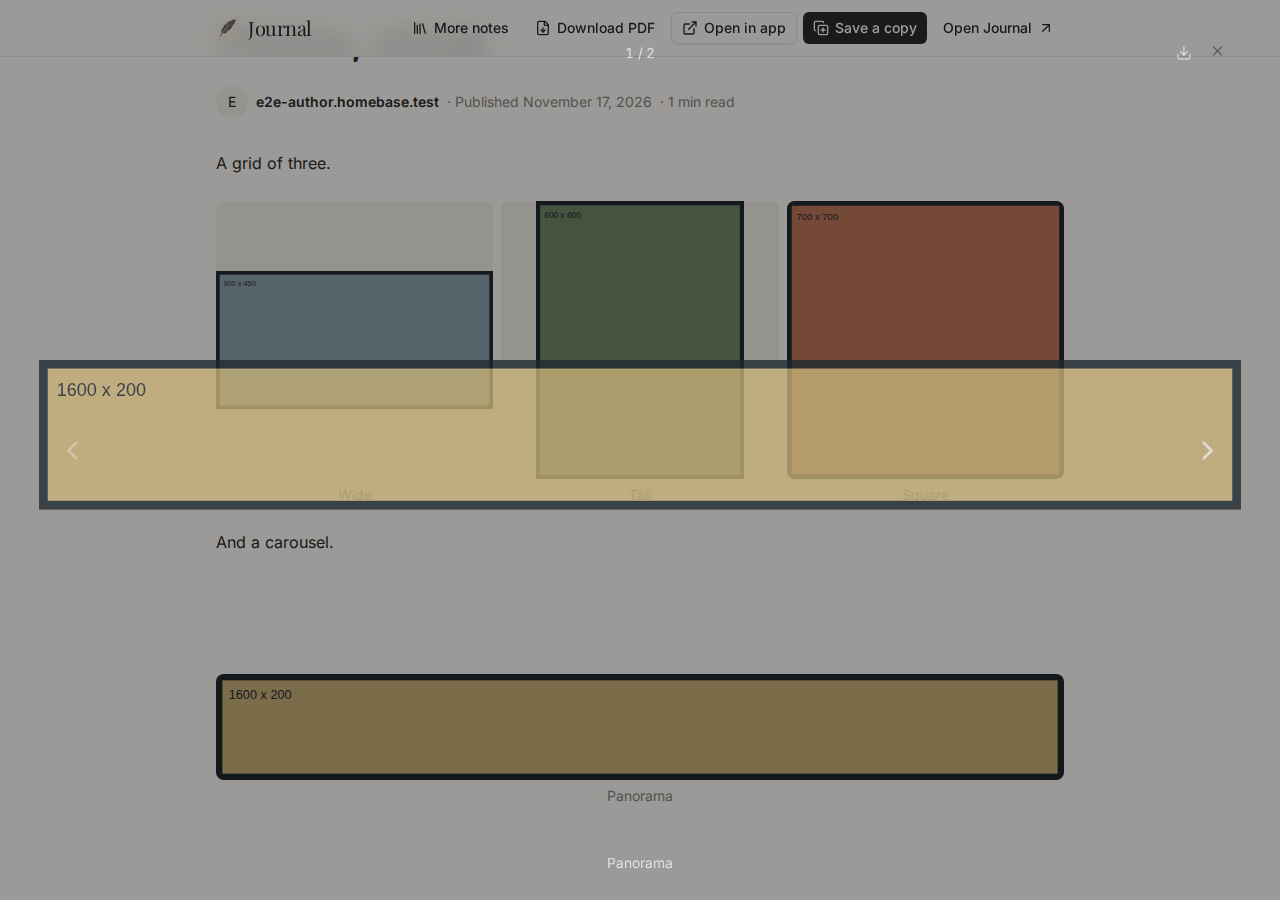 Journal
More notes
Download PDF
Open in app
Save a copy
Open Journal
1 / 2
E
e2e-author.homebase.test · Published November 17, 2026 · 1 min read
A grid of three.
900 x 450
600 x 800
700 x 700
1600 x 200
Wide
Tall
Square
And a carousel.
1600 x 200
Panorama
Panorama